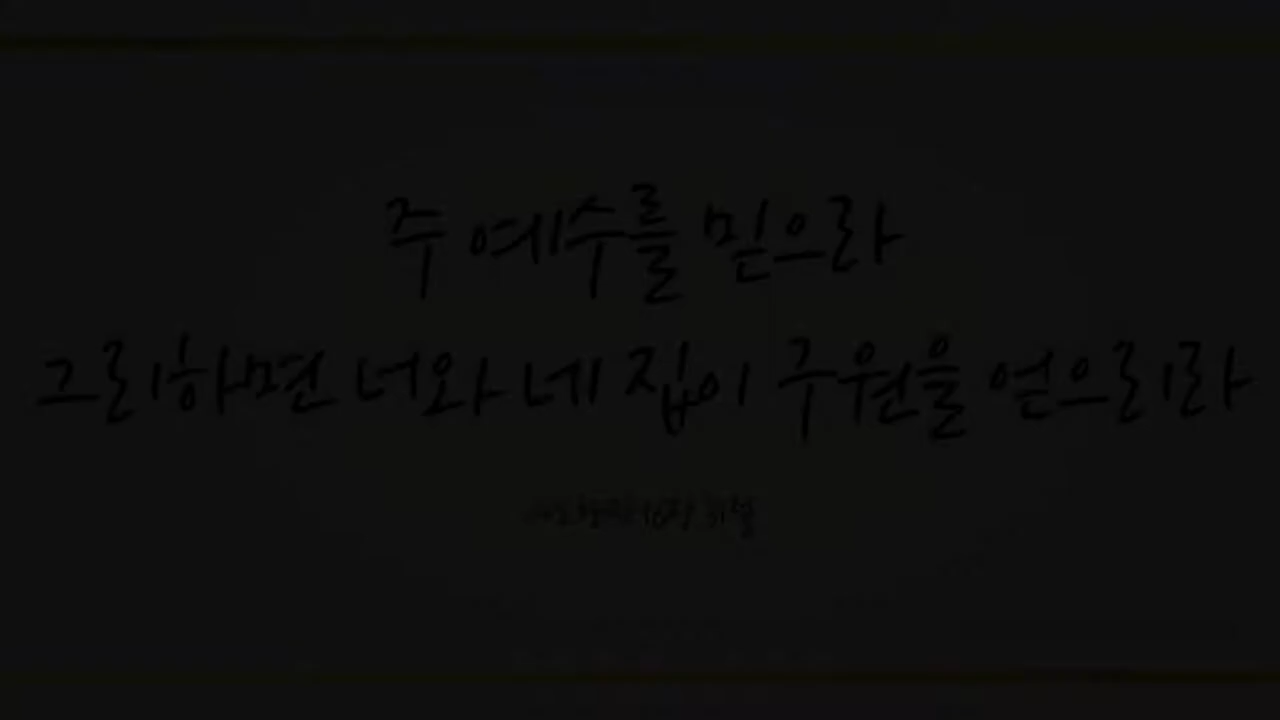 주 예수를 믿으라
그리하면 너와 네 집이 구원을 얻으리라
사도행전 16장 31절